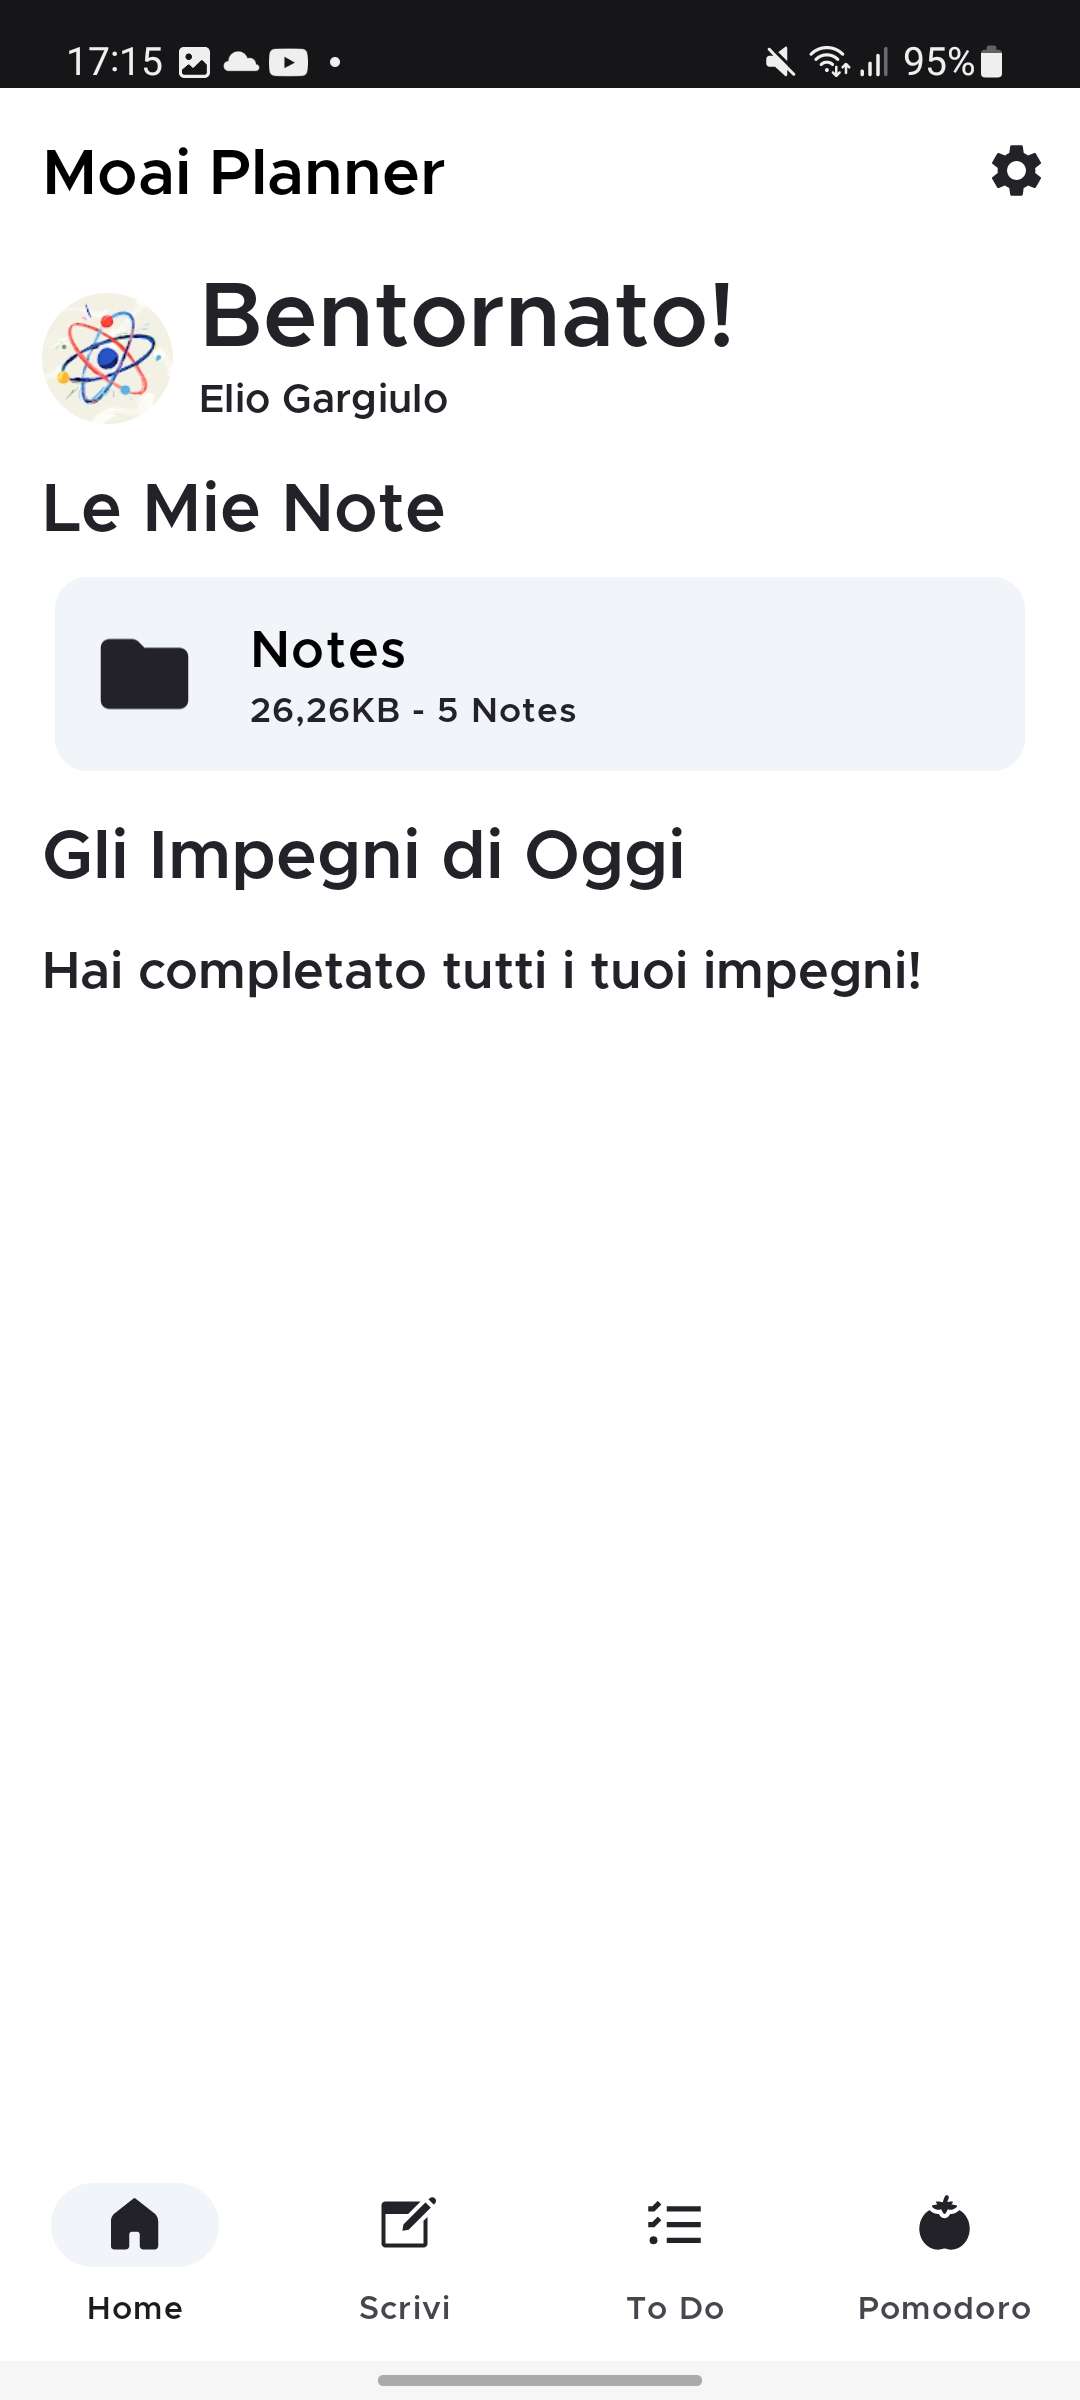 17:15
95%
Moai Planner
Bentornato!
Elio Gargiulo
Le Mie Note
Notes
26,26KB - 5 Notes
Gli Impegni di Oggi
Hai completato tutti i tuoi impegni!
Home
Scrivi
To Do
Pomodoro